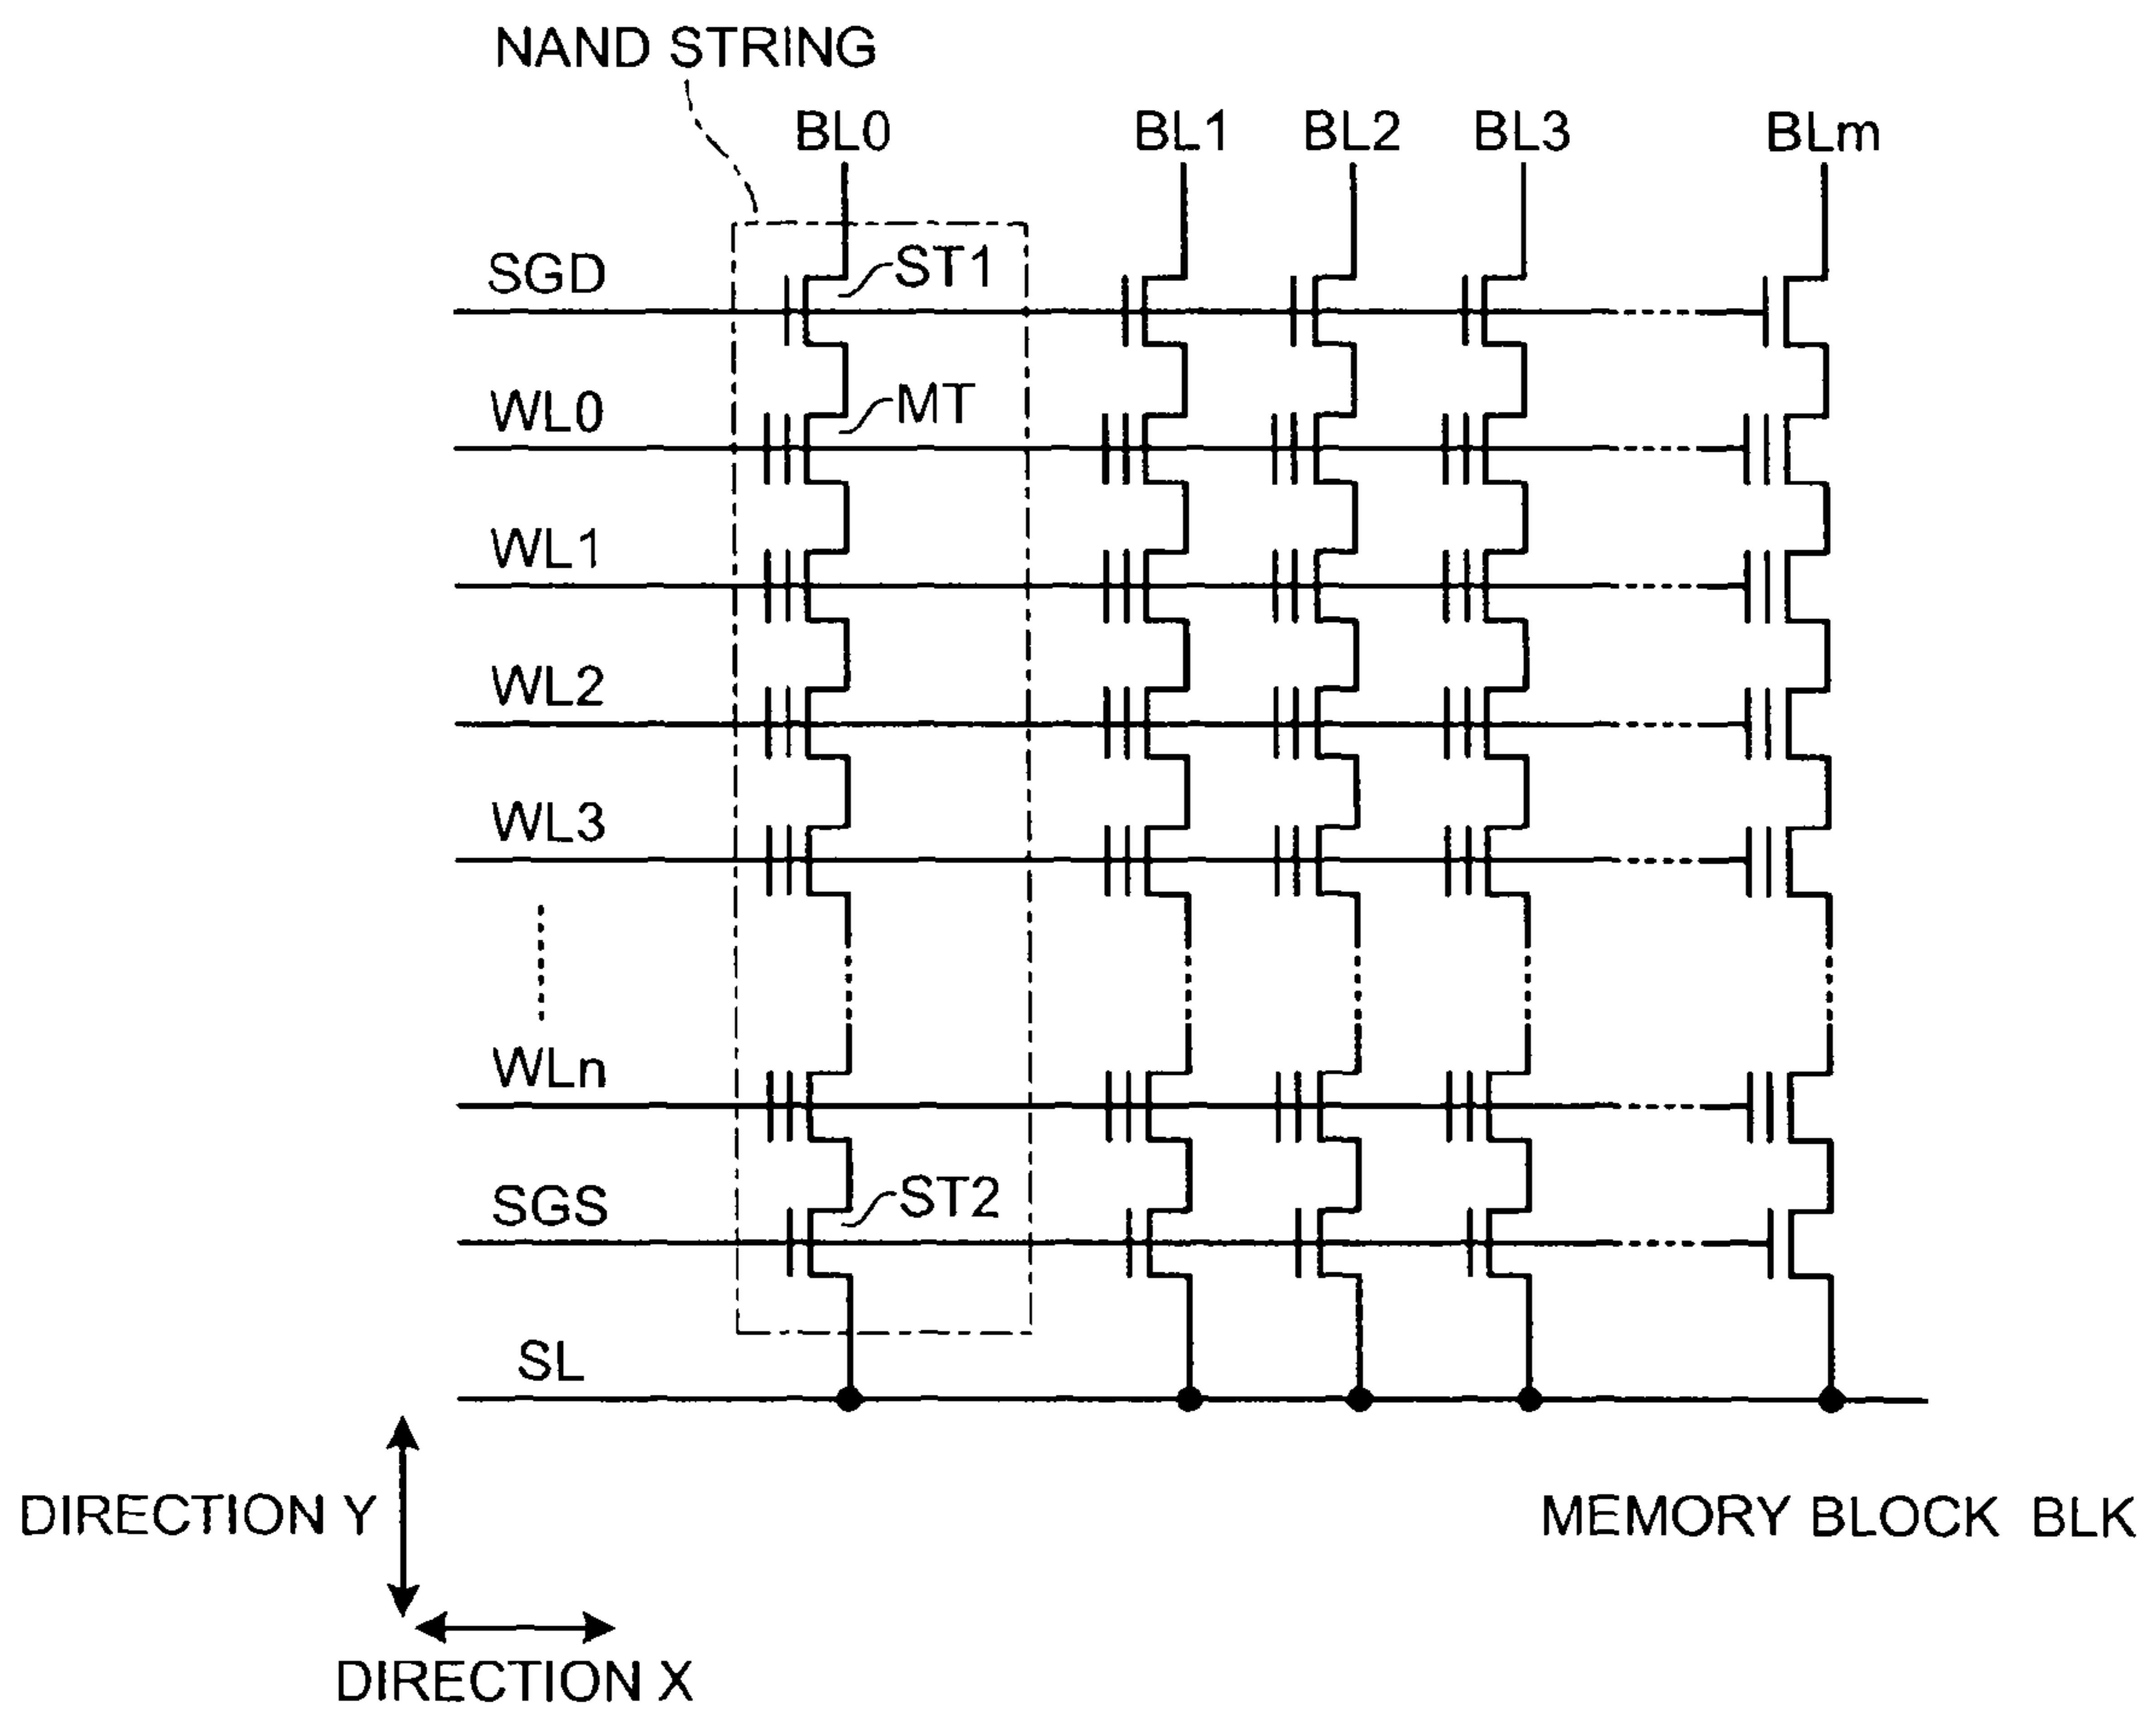 NAND STRING
BL0 BL1 BL2 BL3 BLm
SGD ST1
WL0 MT
WL1
WL2
WL3
WLn
SGS ST2
SL
DIRECTION Y
MEMORY BLOCK BLK
DIRECTION X